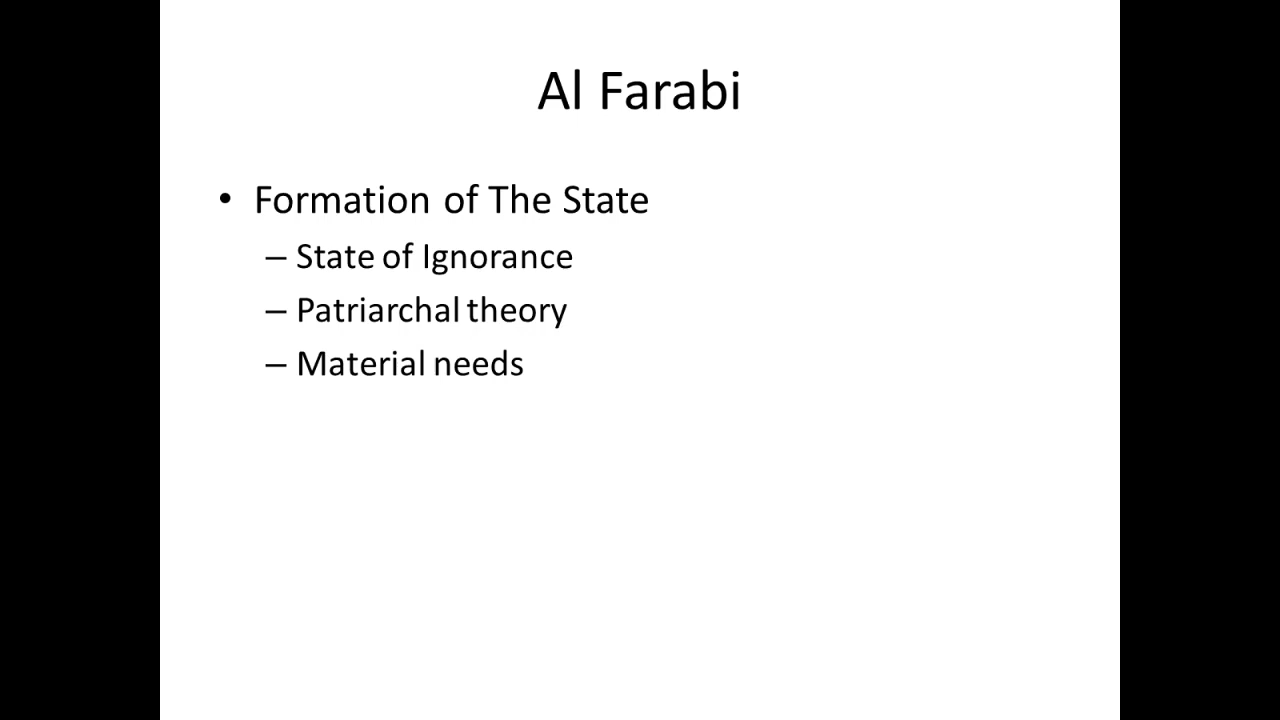 Al Farabi
• Formation of The State
– State of Ignorance
– Patriarchal theory
– Material needs